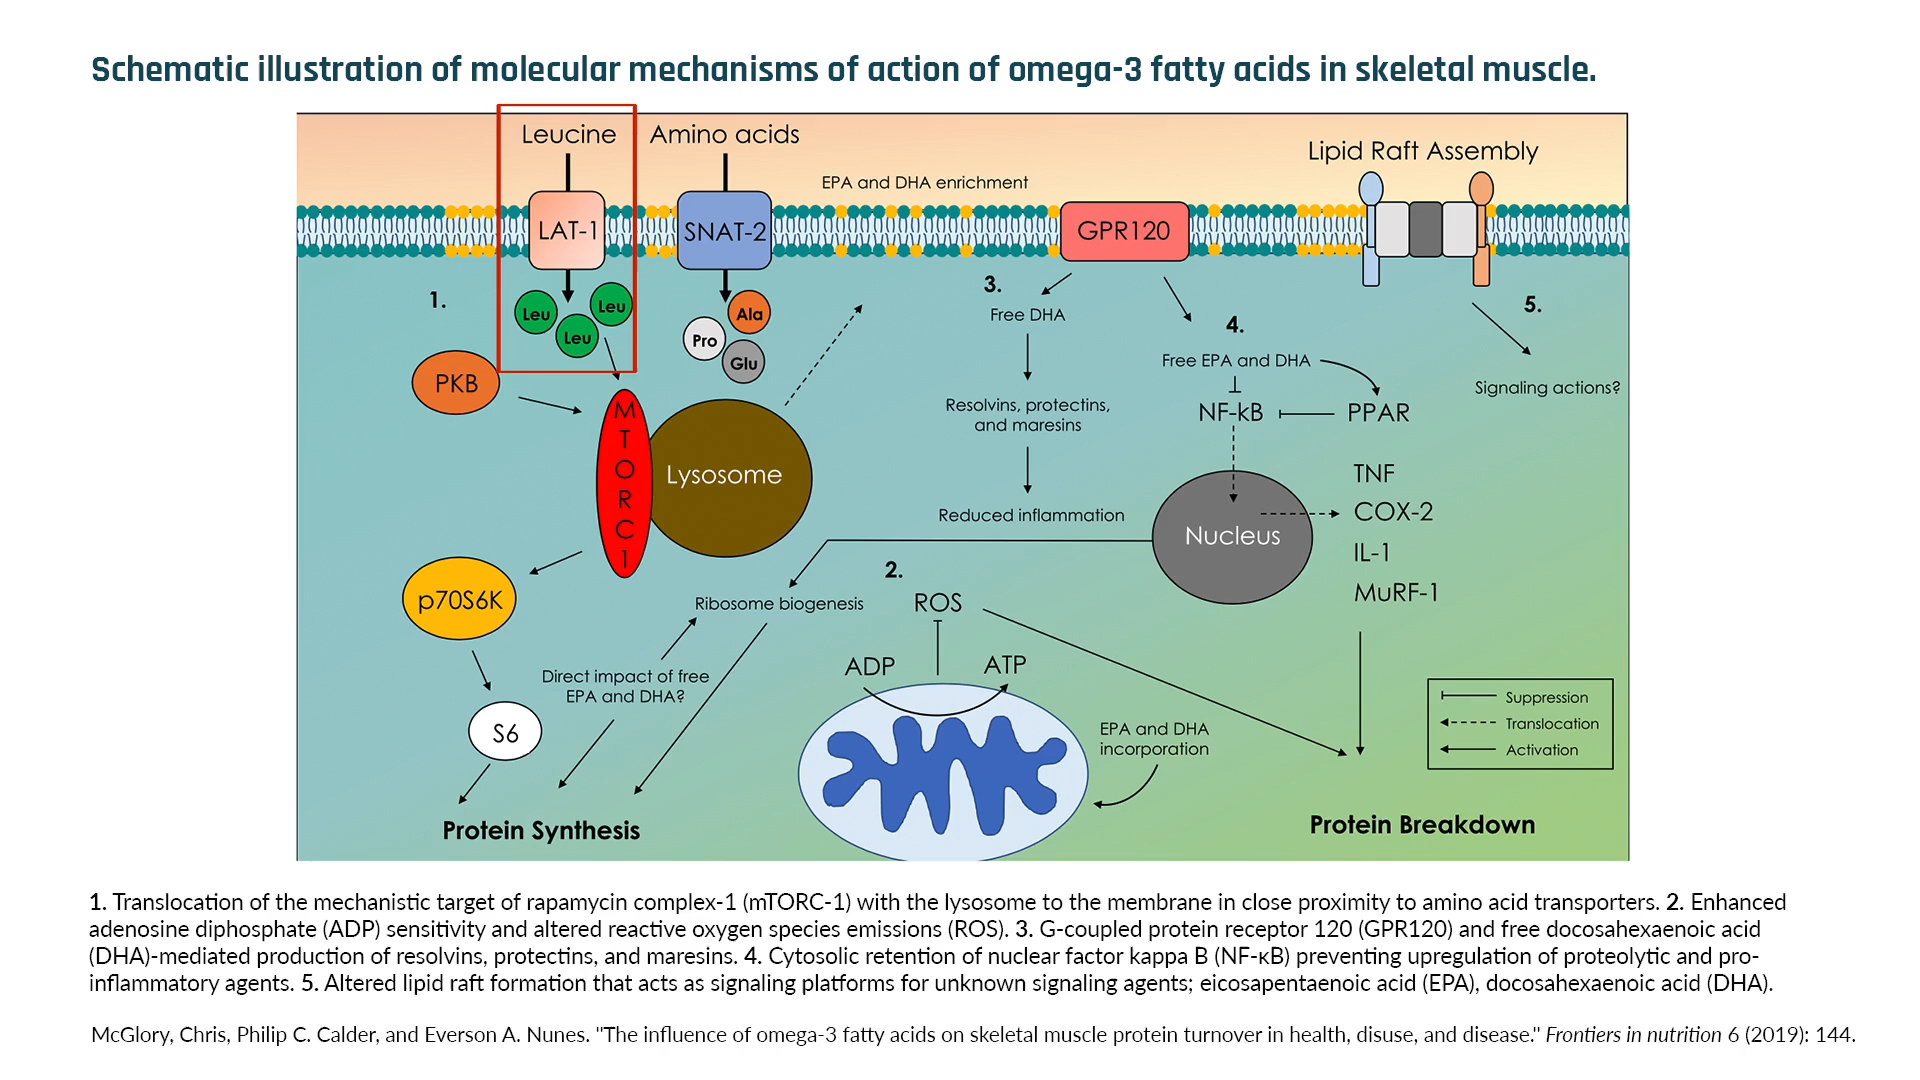 Schematic illustration of molecular mechanisms of action of omega-3 fatty acids in skeletal muscle.
Leucine
Amino acids
EPA and DHA enrichment
Lipid Raft Assembly
LAT-1
SNAT-2
GPR120
1.
Leu
Leu
Leu
Ala
Pro
Glu
3.
Free DHA
4.
5.
Free EPA and DHA
Signaling actions?
PKB
MTORC1
Lysosome
Resolvins, protectins,
and maresins
NF-kB
PPAR
Reduced inflammation
Nucleus
TNF
COX-2
IL-1
MuRF-1
p70S6K
2.
Ribosome biogenesis
ROS
Direct impact of free
EPA and DHA?
ADP
ATP
S6
EPA and DHA
incorporation
Suppression
Translocation
Activation
Protein Synthesis
Protein Breakdown
1. Translocation of the mechanistic target of rapamycin complex-1 (mTORC-1) with the lysosome to the membrane in close proximity to amino acid transporters. 2. Enhanced
adenosine diphosphate (ADP) sensitivity and altered reactive oxygen species emissions (ROS). 3. G-coupled protein receptor 120 (GPR120) and free docosahexaenoic acid
(DHA)-mediated production of resolvins, protectins, and maresins. 4. Cytosolic retention of nuclear factor kappa B (NF-κB) preventing upregulation of proteolytic and pro-
inflammatory agents. 5. Altered lipid raft formation that acts as signaling platforms for unknown signaling agents; eicosapentaenoic acid (EPA), docosahexaenoic acid (DHA).
McGlory, Chris, Philip C. Calder, and Everson A. Nunes. "The influence of omega-3 fatty acids on skeletal muscle protein turnover in health, disuse, and disease." Frontiers in nutrition 6 (2019): 144.